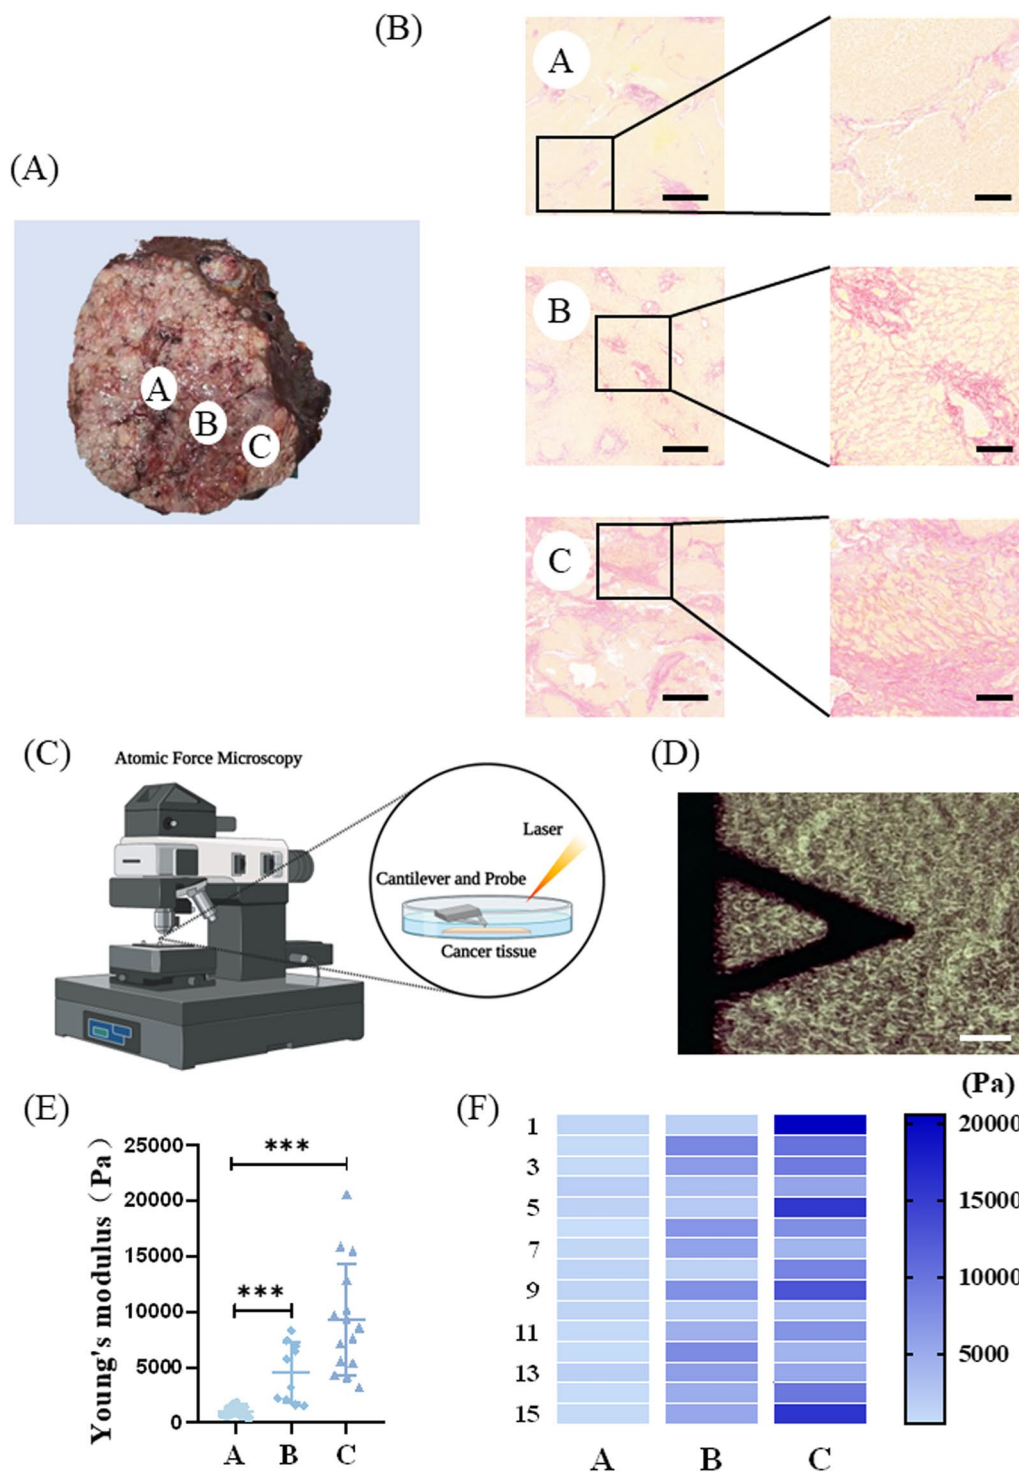 (B)
A
(A)
B
A
B
C
C
(C)
Atomic Force Microscopy
(D)
Laser
Cantilever and Probe
Cancer tissue
(E)
25000
20000
15000
10000
5000
0
Young's modulus（Pa）
***
***
A
B
C
(F)
(Pa)
1
3
5
7
9
11
13
15
A
B
C
20000
15000
10000
5000